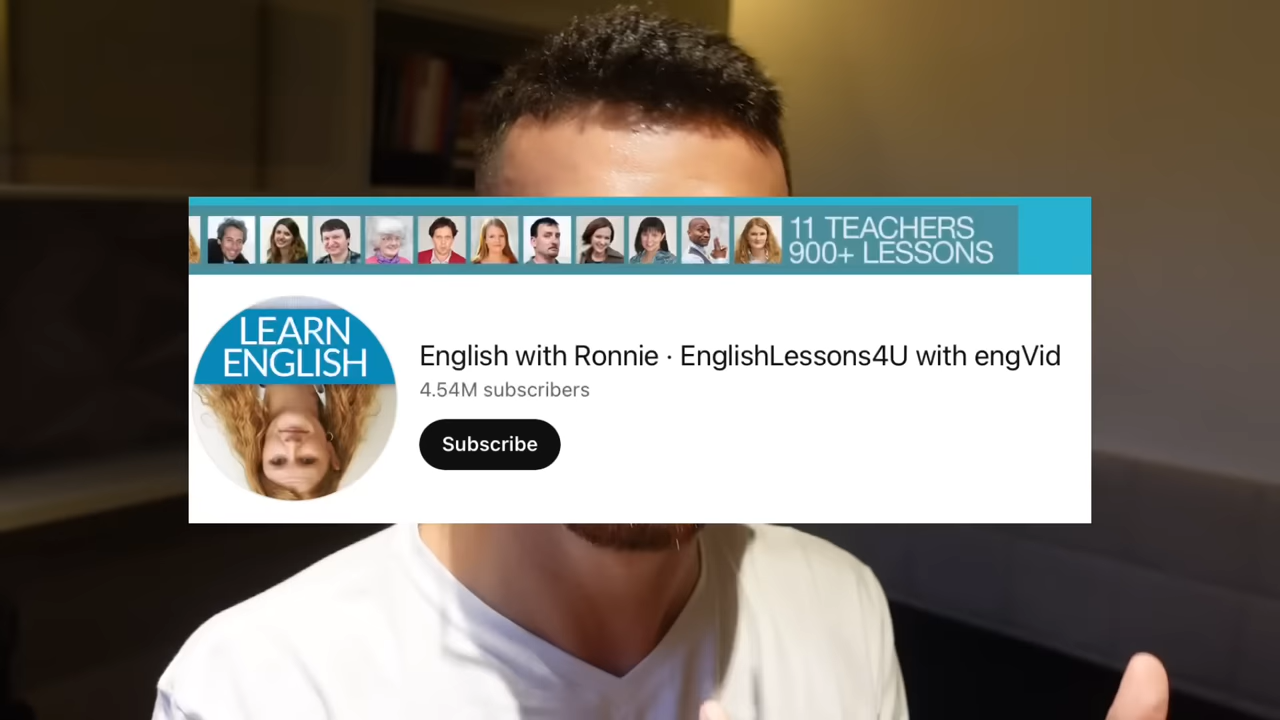 11 TEACHERS
900+ LESSONS
LEARN
ENGLISH
English with Ronnie · EnglishLessons4U with engVid
4.54M subscribers
Subscribe